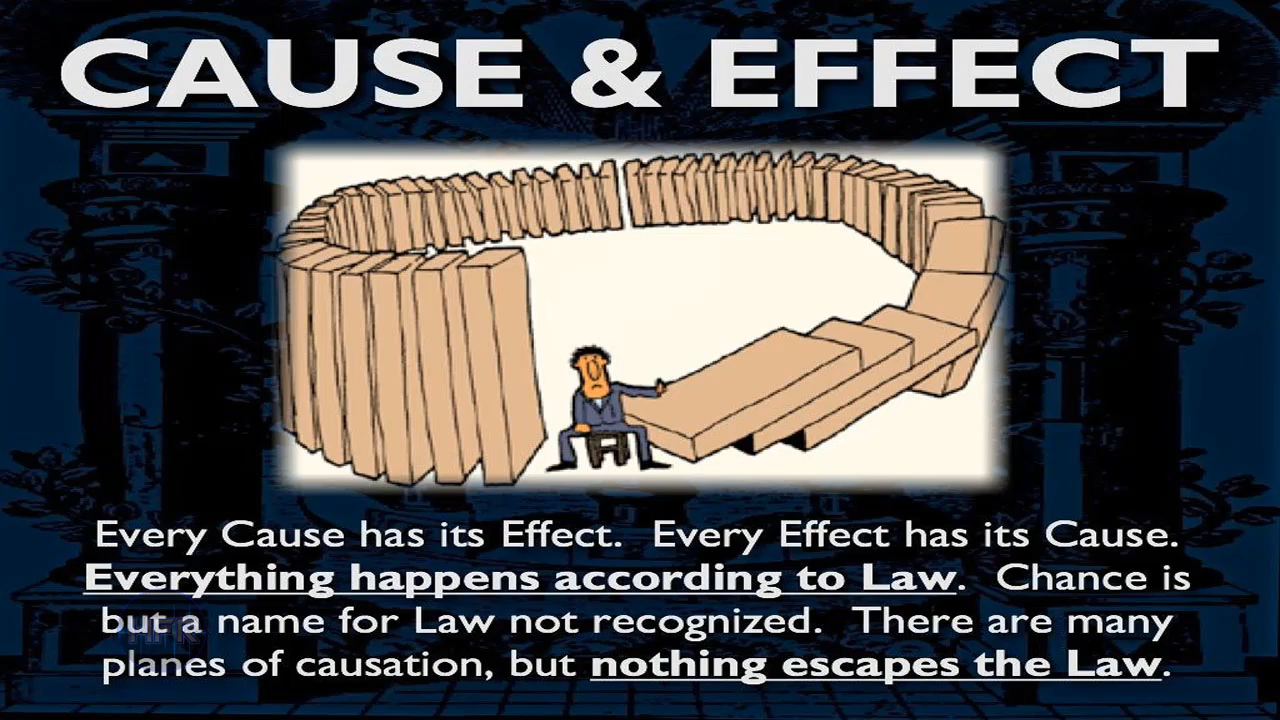 CAUSE & EFFECT
Every Cause has its Effect.  Every Effect has its Cause.
Everything happens according to Law.  Chance is
but a name for Law not recognized.  There are many
planes of causation, but nothing escapes the Law.